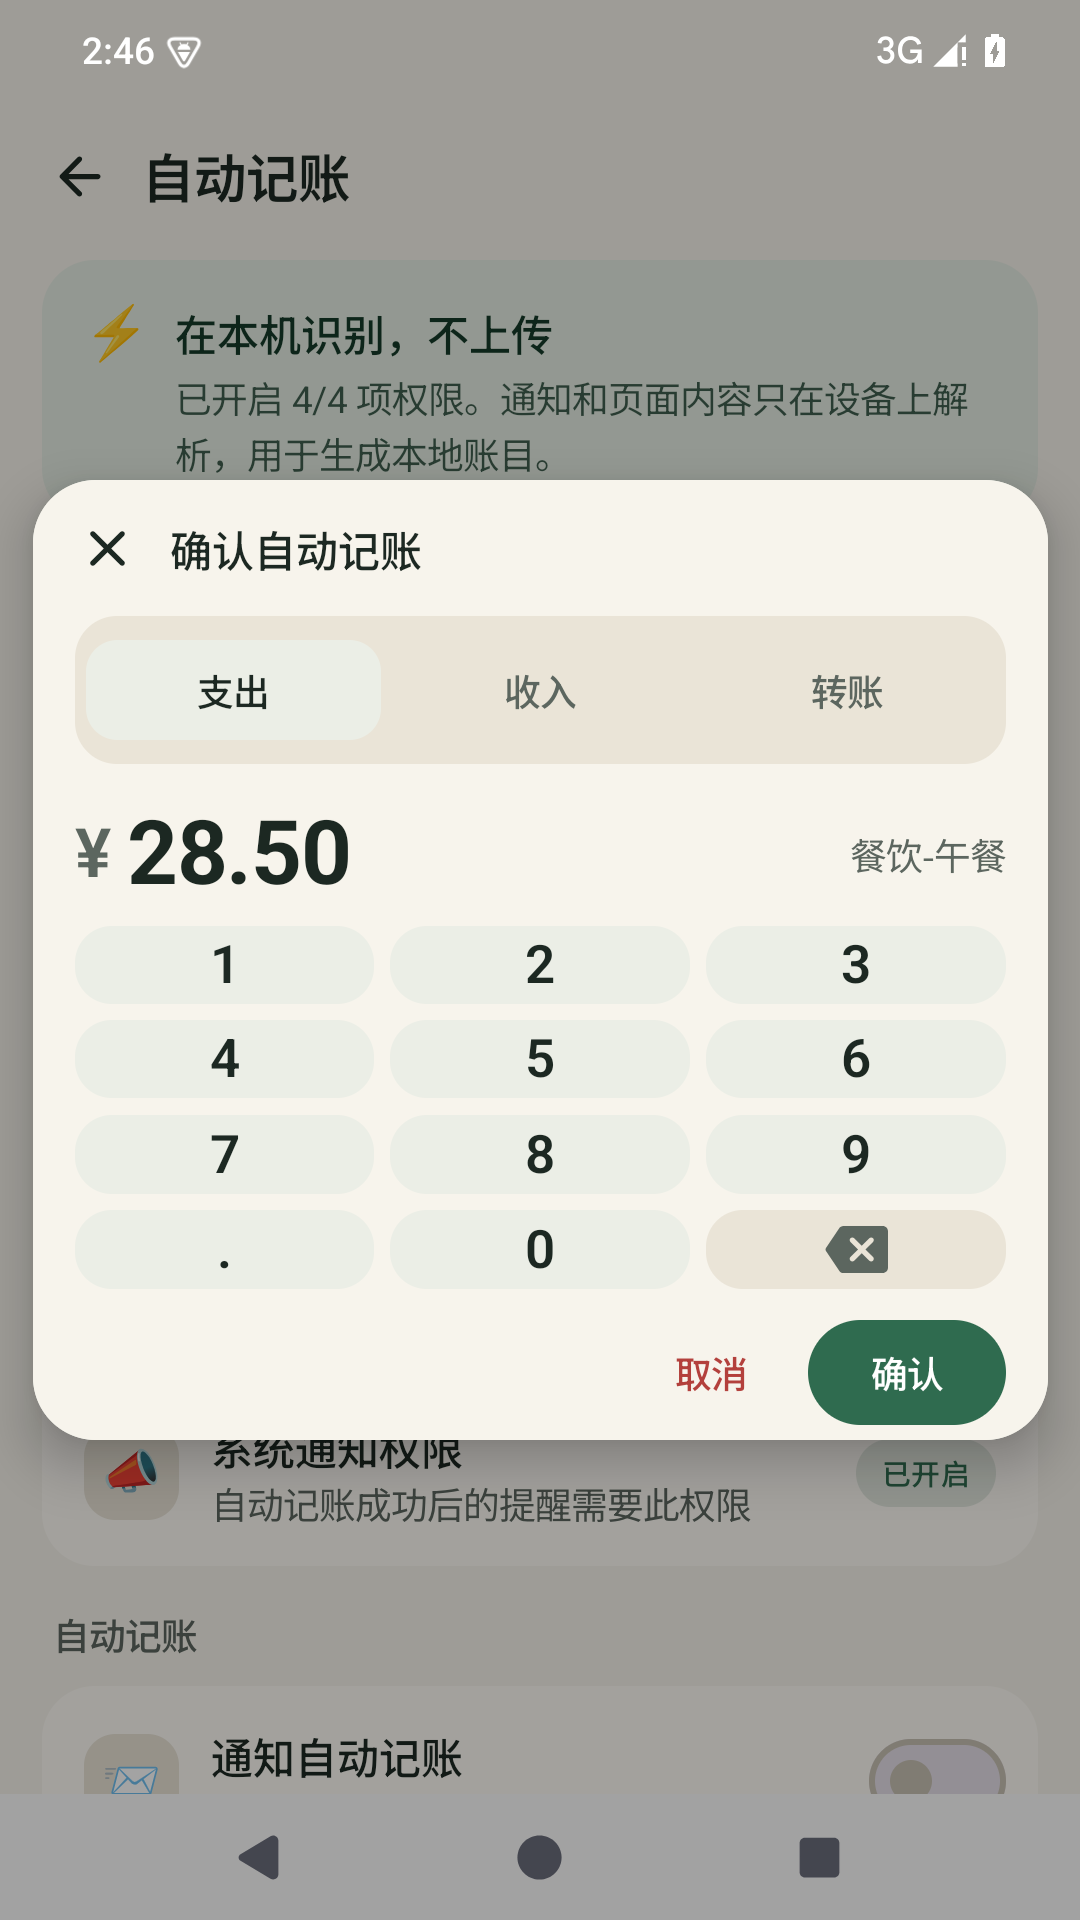 2:46
3G
自动记账
在本机识别，不上传
已开启 4/4 项权限。通知和页面内容只在设备上解
析，用于生成本地账目。
确认自动记账
支出
收入
转账
¥ 28.50
餐饮-午餐
1
2
3
4
5
6
7
8
9
.
0
取消
确认
系统通知权限
自动记账成功后的提醒需要此权限
已开启
自动记账
通知自动记账